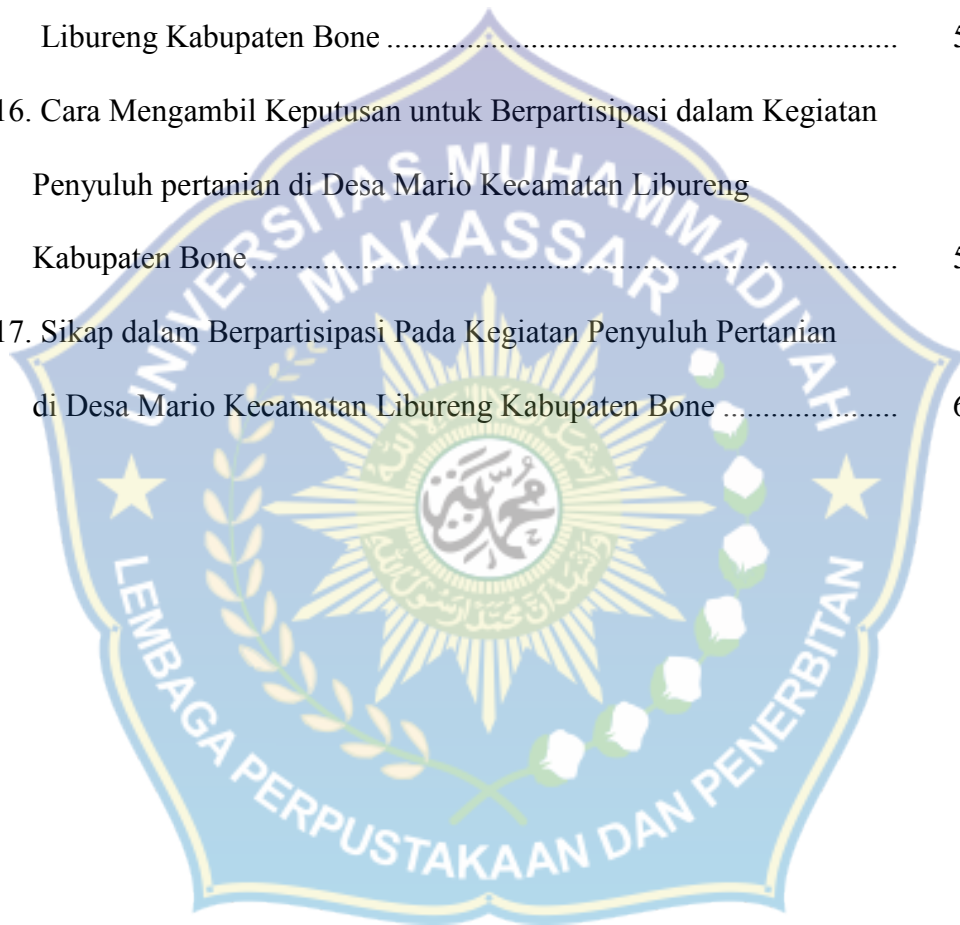 Libureng Kabupaten Bone ................................................................ 5
16. Cara Mengambil Keputusan untuk Berpartisipasi dalam Kegiatan
Penyuluh pertanian di Desa Mario Kecamatan Libureng
Kabupaten Bone ................................................................................. 5
17. Sikap dalam Berpartisipasi Pada Kegiatan Penyuluh Pertanian
di Desa Mario Kecamatan Libureng Kabupaten Bone ...................... 6
UNIVERSITAS MUHAMMADIYAH
MAKASSAR
محمدية
LEMBAGA PERPUSTAKAAN DAN PENERBITAN